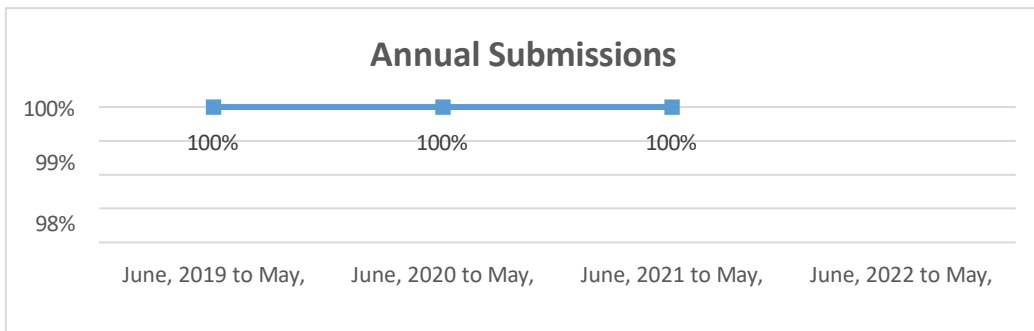 Annual Submissions
100%
99%
98%
100%
100%
100%
June, 2019 to May,
June, 2020 to May,
June, 2021 to May,
June, 2022 to May,